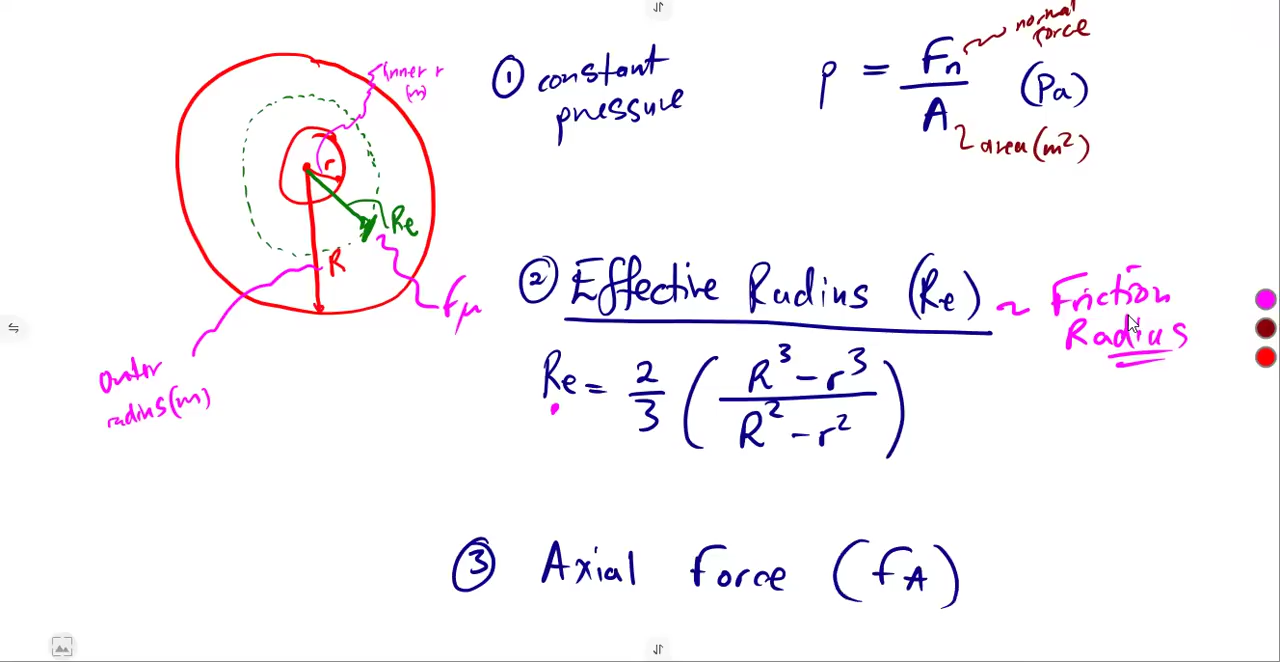 inner r
(m)
r
Re
R
Fμ
Outer
radius(m)
① constant
pressure
p = Fn / A (Pa)
normal
force
area (m²)
② Effective Radius (Re) ~ Friction
Radius
Re = 2/3 ( R³ - r³ / R² - r² )
③ Axial force (fA)